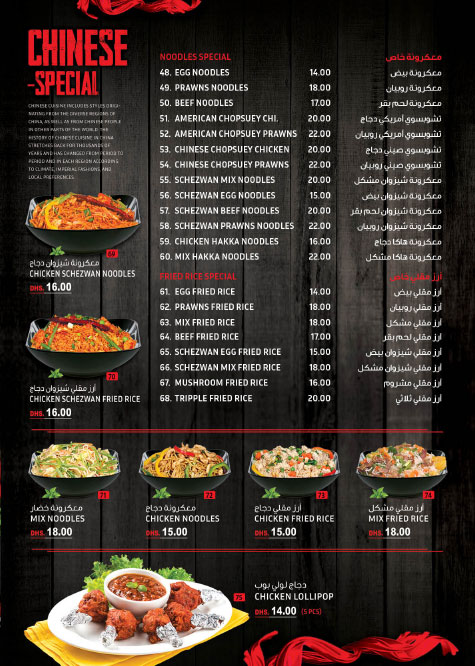 CHINESE
-SPECIAL
CHINESE CUISINE INCLUDES STYLES ORIGI-
NATING FROM THE DIVERSE REGIONS OF
CHINA, AS WELL AS FROM CHINESE PEOPLE
IN OTHER PARTS OF THE WORLD. THE
HISTORY OF CHINESE CUISINE IN CHINA
STRETCHES BACK FOR THOUSANDS OF
YEARS AND HAS CHANGED FROM PERIOD TO
PERIOD AND IN EACH REGION ACCORDING
TO CLIMATE, IMPERIAL FASHIONS, AND
LOCAL PREFERENCES.
69
معكرونة شيزوان دجاج
CHICKEN SCHEZWAN NOODLES
DHS. 16.00
70
أرز مقلي شيزوان دجاج
CHICKEN SCHEZWAN FRIED RICE
DHS. 16.00
NOODLES SPECIAL معكرونة خاص
48. EGG NOODLES 14.00 معكرونة بيض
49. PRAWNS NOODLES 18.00 معكرونة روبيان
50. BEEF NOODLES 17.00 معكرونة لحم بقر
51. AMERICAN CHOPSUEY CHI. 20.00 تشوبسوي أمريكي دجاج
52. AMERICAN CHOPSUEY PRAWNS 22.00 تشوبسوي أمريكي روبيان
53. CHINESE CHOPSUEY CHICKEN 20.00 تشوبسوي صيني دجاج
54. CHINESE CHOPSUEY PRAWNS 22.00 تشوبسوي صيني روبيان
55. SCHEZWAN MIX NOODLES 20.00 معكرونة شيزوان مشكل
56. SCHEZWAN EGG NOODLES 15.00 معكرونة شيزوان بيض
57. SCHEZWAN BEEF NOODLES 20.00 معكرونة شيزوان لحم بقر
58. SCHEZWAN PRAWNS NOODLES 22.00 معكرونة شيزوان روبيان
59. CHICKEN HAKKA NOODLES 16.00 معكرونة هاكا دجاج
60. MIX HAKKA NOODLES 22.00 معكرونة هاكا مشكل
FRIED RICE SPECIAL أرز مقلي خاص
61. EGG FRIED RICE 14.00 أرز مقلي بيض
62. PRAWNS FRIED RICE 18.00 أرز مقلي روبيان
63. MIX FRIED RICE 18.00 أرز مقلي مشكل
64. BEEF FRIED RICE 17.00 أرز مقلي لحم بقر
65. SCHEZWAN EGG FRIED RICE 15.00 أرز مقلي شيزوان بيض
66. SCHEZWAN MIX FRIED RICE 18.00 أرز مقلي شيزوان مشكل
67. MUSHROOM FRIED RICE 16.00 أرز مقلي مشروم
68. TRIPPLE FRIED RICE 20.00 أرز مقلي ثلاثي
71
معكرونة خضار
MIX NOODLES
DHS. 18.00
72
معكرونة دجاج
CHICKEN NOODLES
DHS. 15.00
73
أرز مقلي دجاج
CHICKEN FRIED RICE
DHS. 15.00
74
أرز مقلي مشكل
MIX FRIED RICE
DHS. 18.00
75
دجاج لولي بوب
CHICKEN LOLLIPOP
DHS. 14.00 (5 PCS)